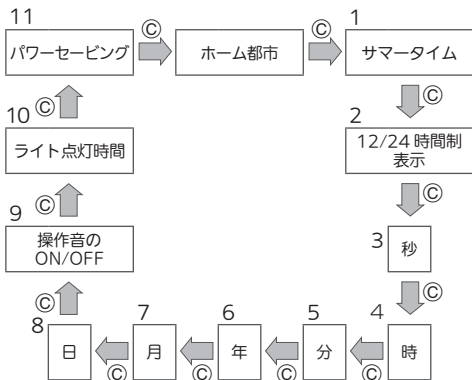 11
パワーセービング
Ⓒ
ホーム都市
Ⓒ
1
サマータイム
Ⓒ
2
12/24 時間制
表示
Ⓒ
3
秒
Ⓒ
4
時
Ⓒ
5
分
Ⓒ
6
年
Ⓒ
7
月
Ⓒ
8
日
Ⓒ
9
操作音の
ON/OFF
Ⓒ
10
ライト点灯時間
Ⓒ